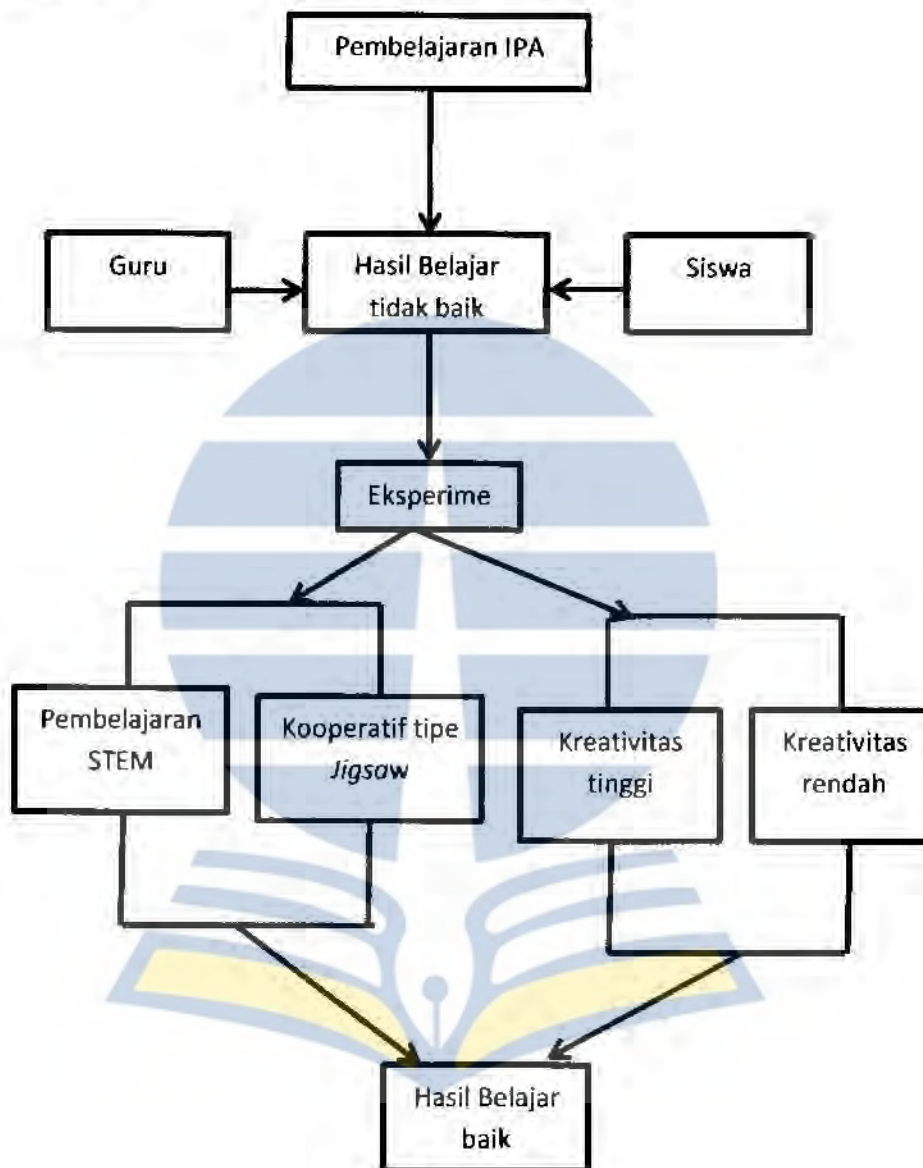 Pembelajaran IPA
Guru
Hasil Belajar
tidak baik
Siswa
Eksperime
Pembelajaran
STEM
Kooperatif tipe
Jigsaw
Kreativitas
tinggi
Kreativitas
rendah
Hasil Belajar
baik